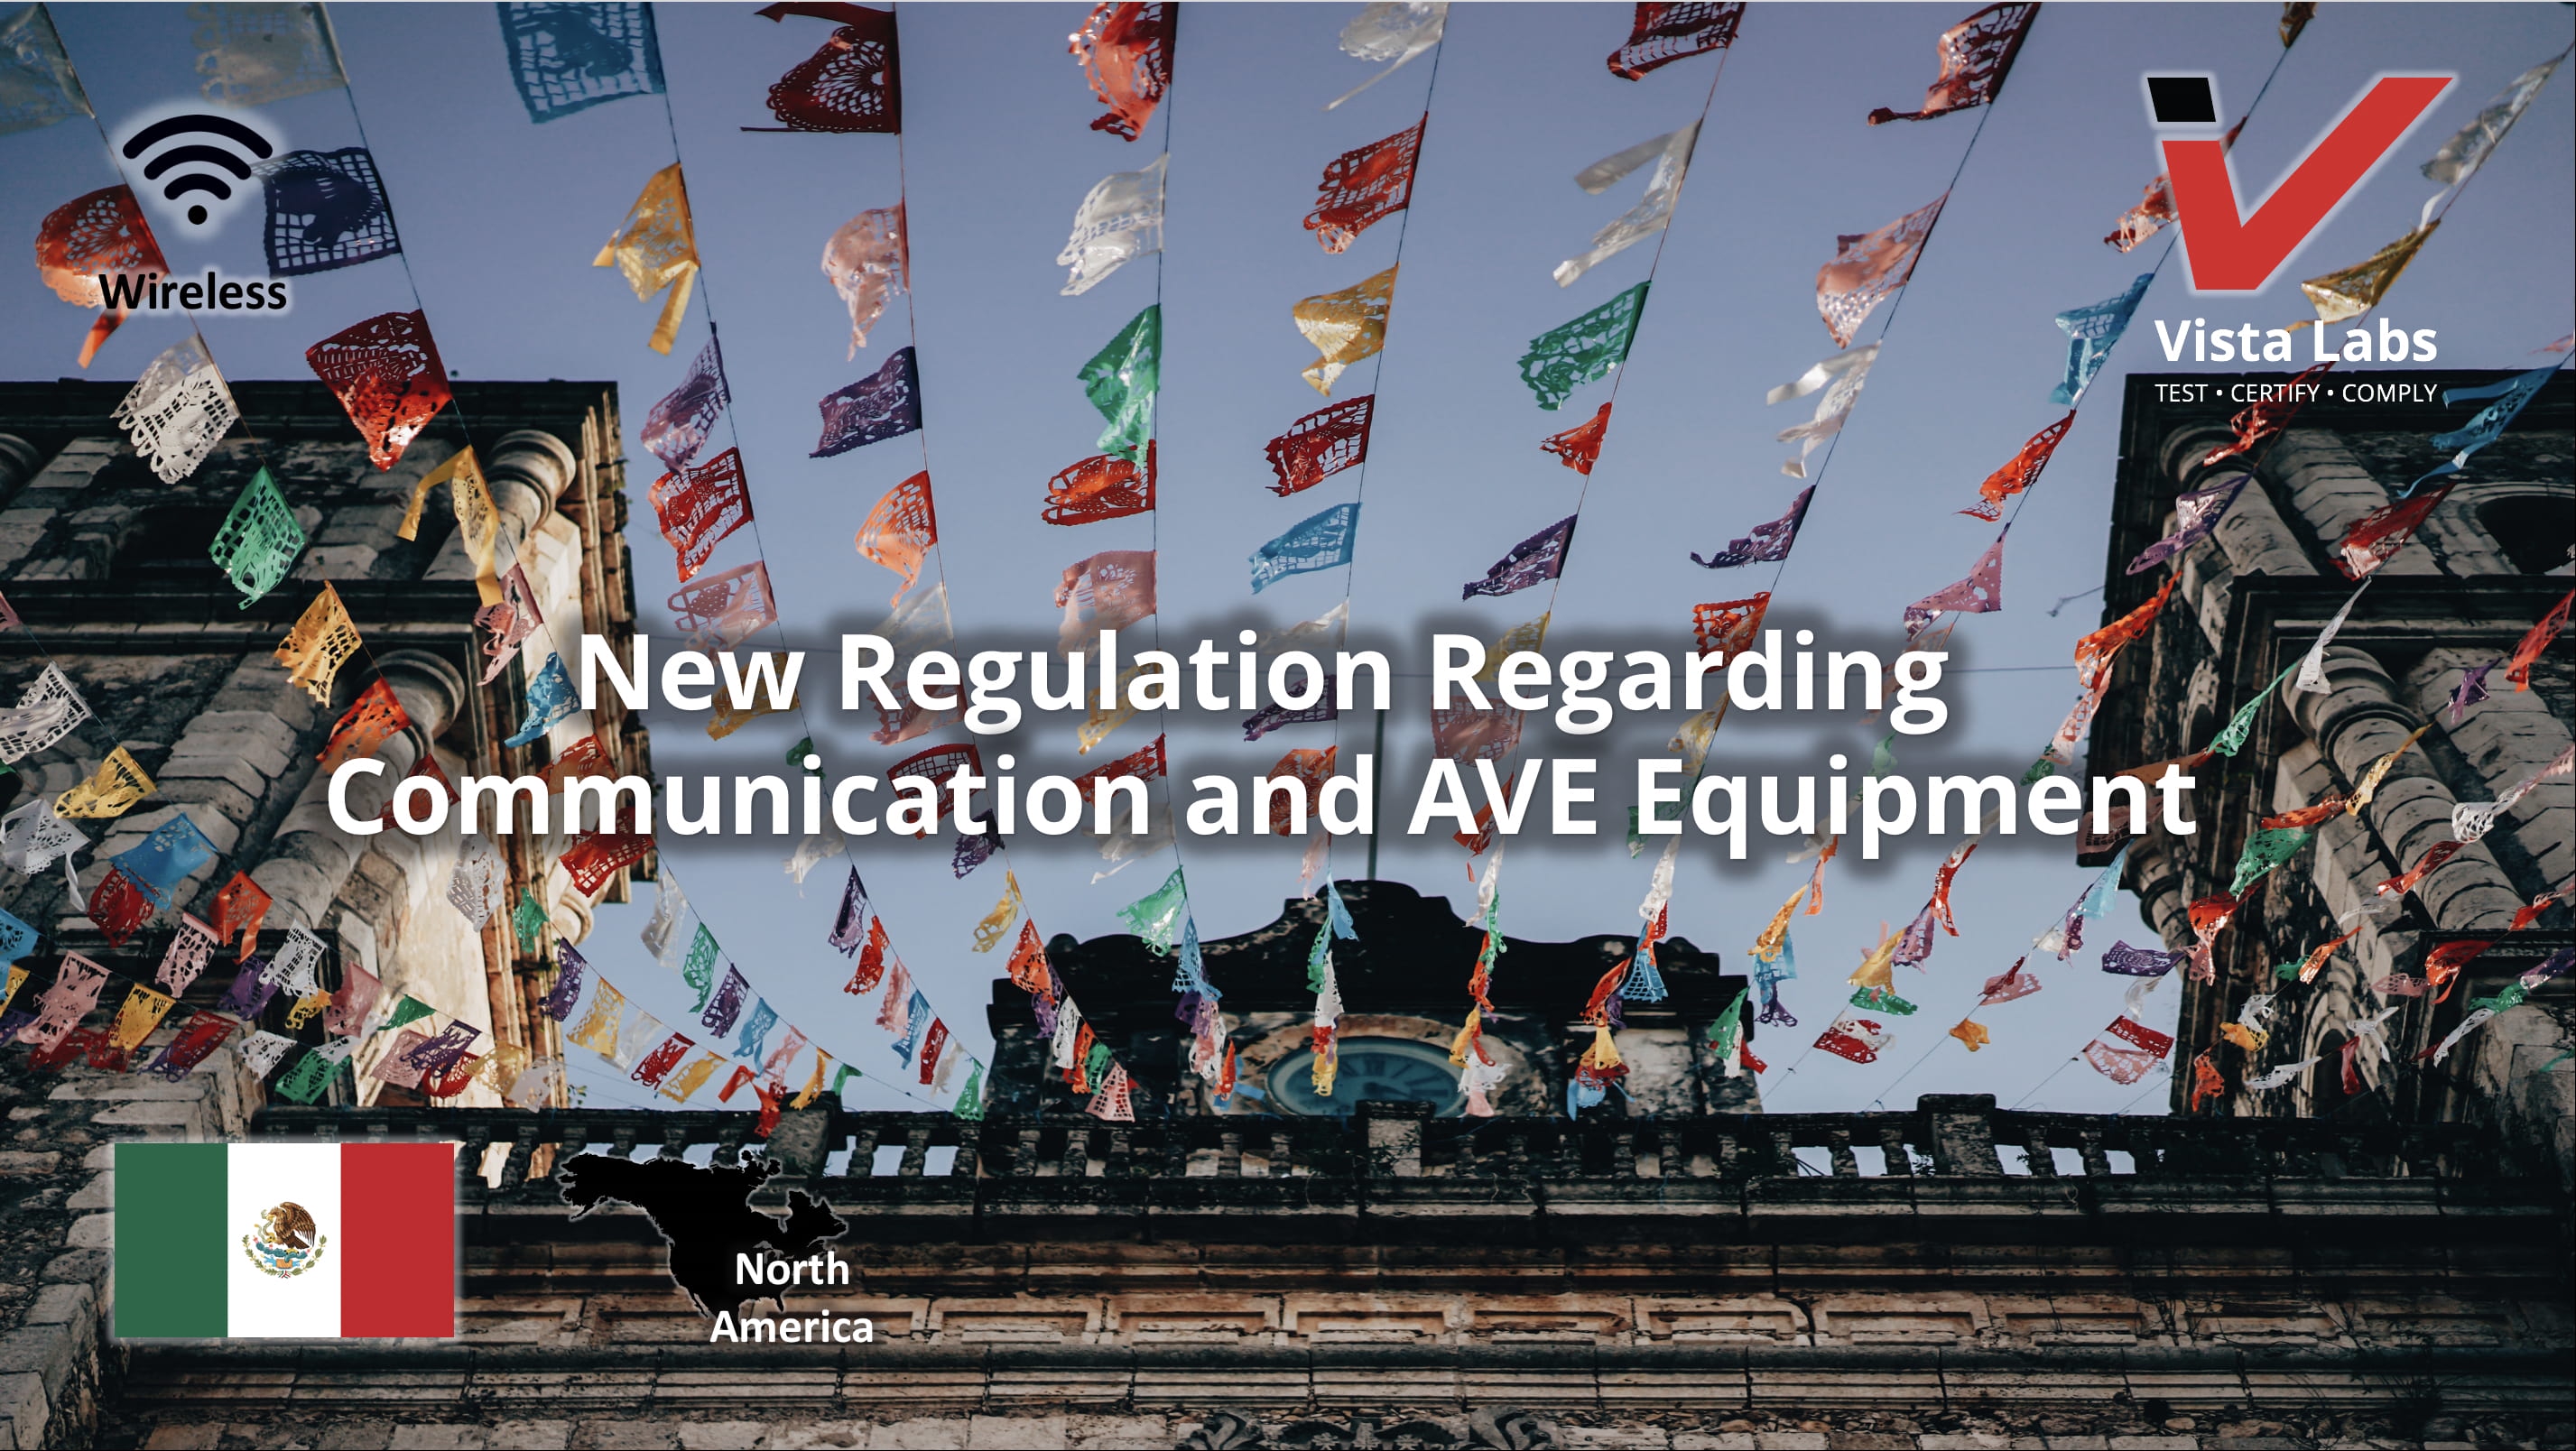 Wireless
Vista Labs
TEST • CERTIFY • COMPLY
New Regulation Regarding
Communication and AVE Equipment
North
America